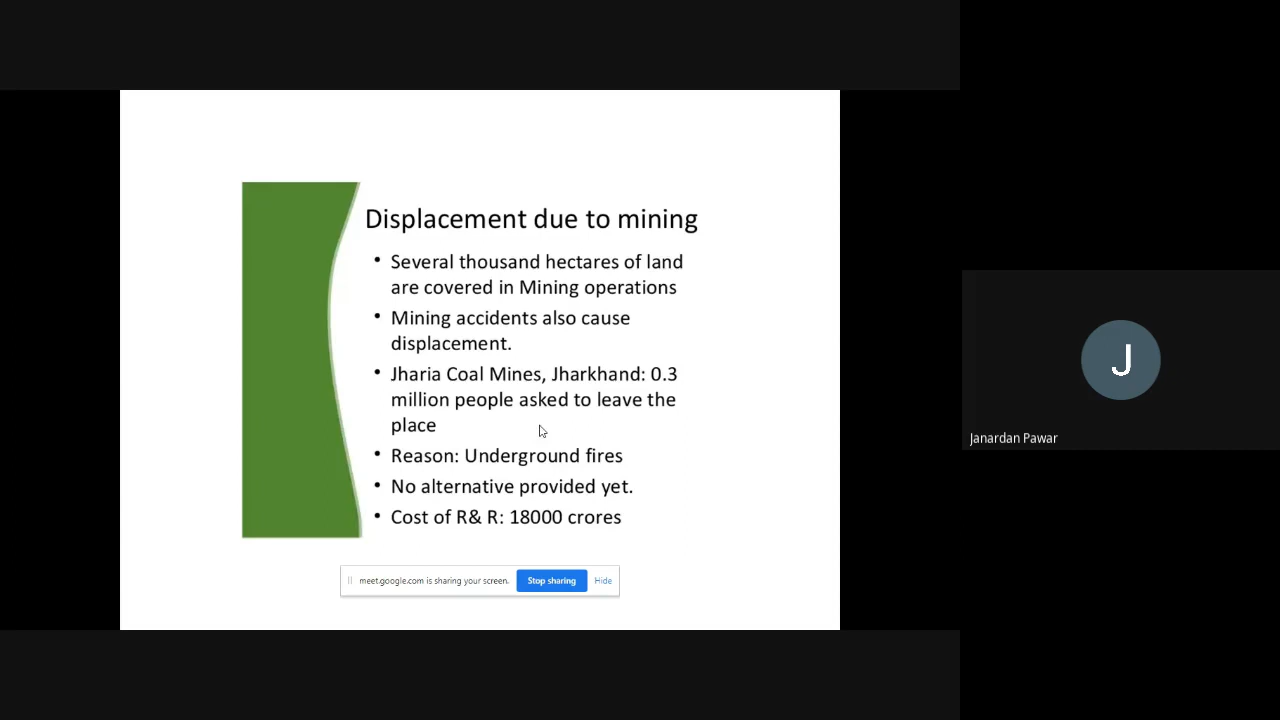 Displacement due to mining
• Several thousand hectares of land
are covered in Mining operations
• Mining accidents also cause
displacement.
• Jharia Coal Mines, Jharkhand: 0.3
million people asked to leave the
place
• Reason: Underground fires
• No alternative provided yet.
• Cost of R& R: 18000 crores
meet.google.com is sharing your screen. Stop sharing Hide
J
Janardan Pawar